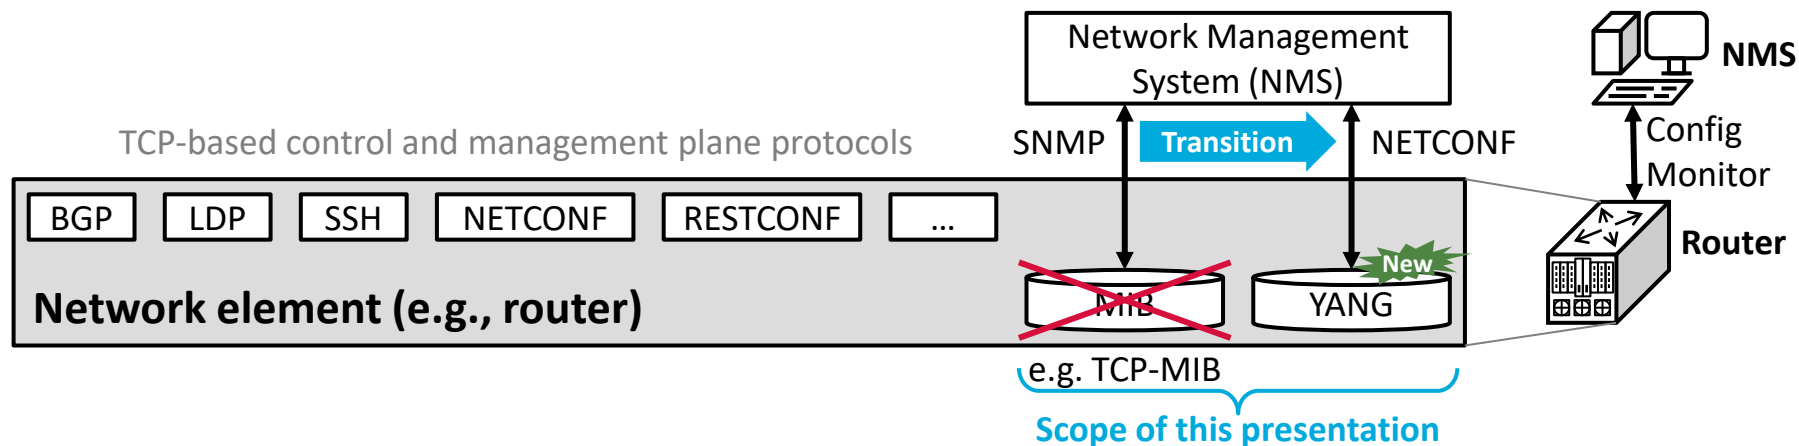 Network Management
System (NMS)
NMS
TCP-based control and management plane protocols
SNMP
Transition
NETCONF
Config
Monitor
BGP
LDP
SSH
NETCONF
RESTCONF
...
Router
New
Network element (e.g., router)
MIB
YANG
e.g. TCP-MIB
Scope of this presentation